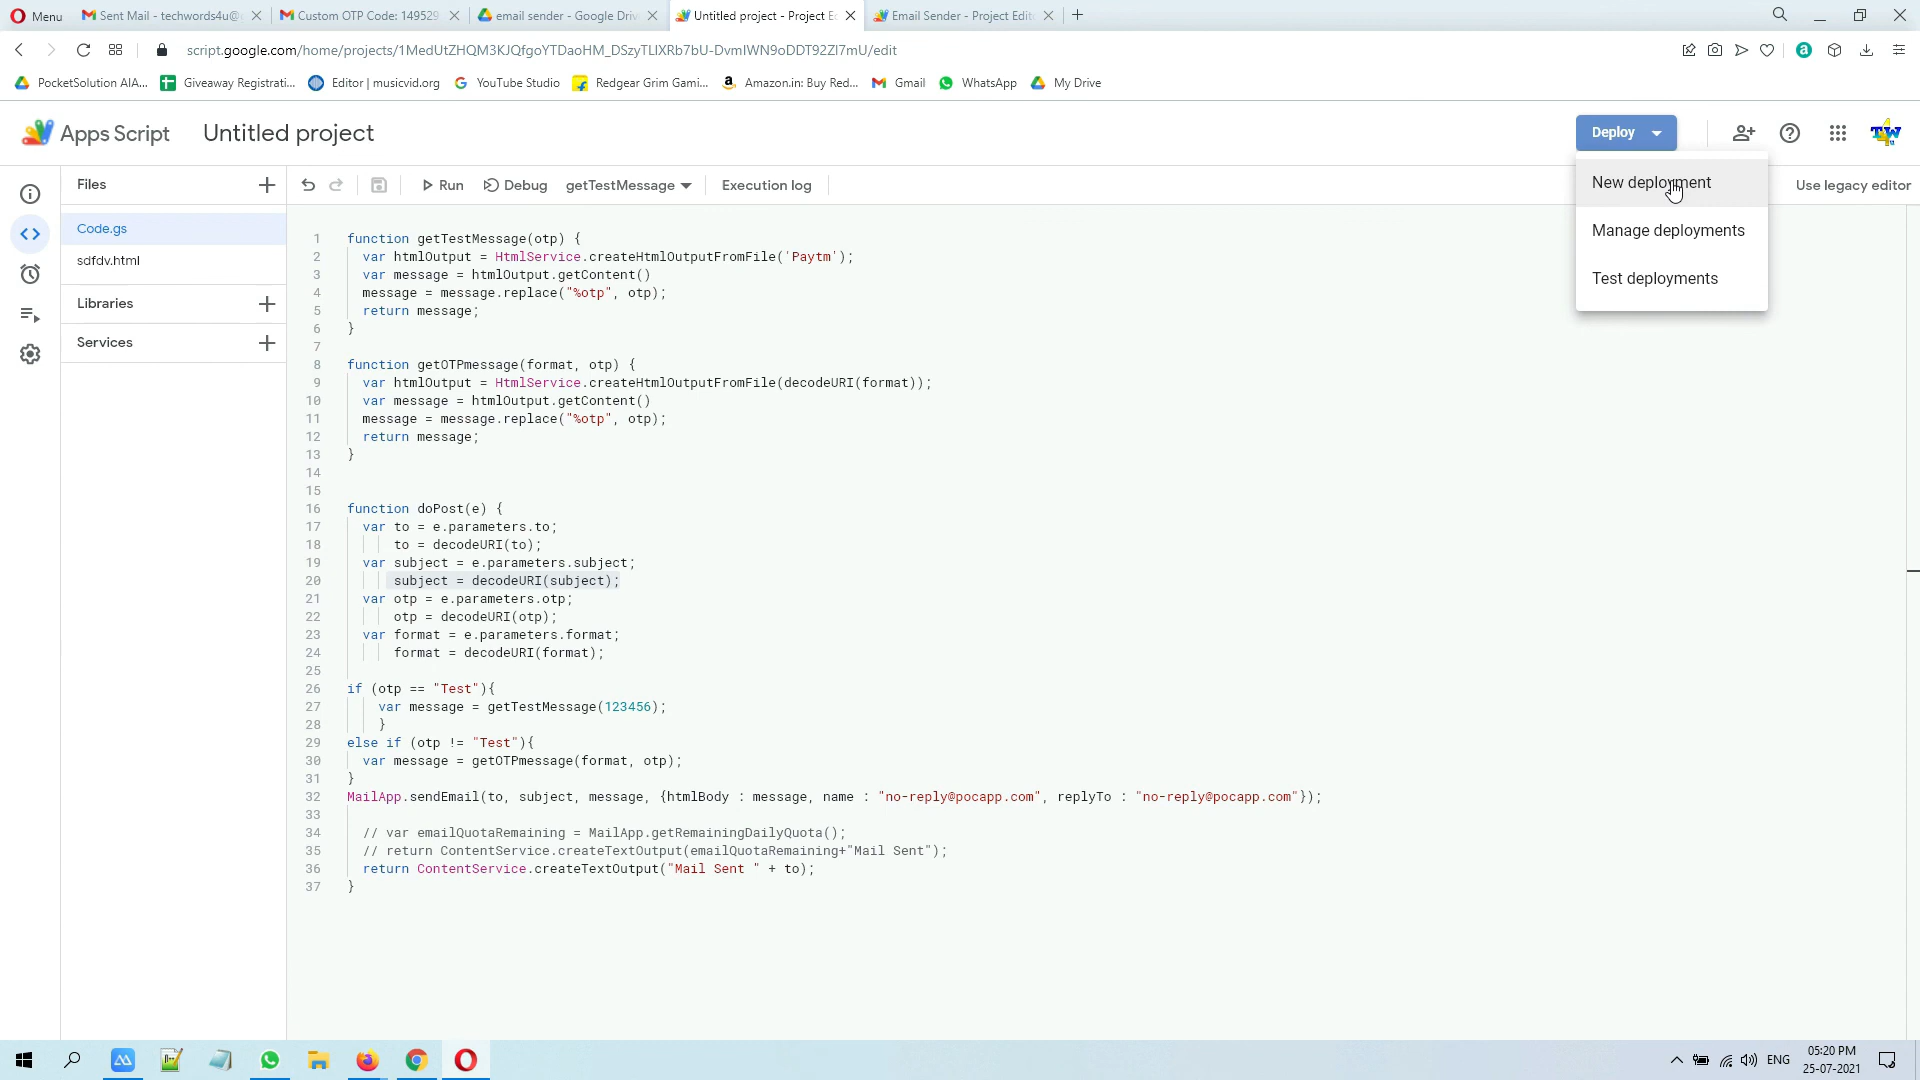 Menu
Sent Mail - techwords4u@
Custom OTP Code: 149529
email sender - Google Driv
Untitled project - Project E
Email Sender - Project Edit
script.google.com/home/projects/1MedUtZHQM3KJQfgoYTDaoHM_DSzyTLIXRb7bU-DvmIWN9oDDT92ZI7mU/edit
PocketSolution AIA...
Giveaway Registrati...
Editor | musicvid.org
YouTube Studio
Redgear Grim Gami...
Amazon.in: Buy Red...
Gmail
WhatsApp
My Drive
Apps Script
Untitled project
Deploy
New deployment
Manage deployments
Test deployments
Files
Run
Debug
getTestMessage
Execution log
Use legacy editor
Code.gs
sdfdv.html
Libraries
Services
1 function getTestMessage(otp) {
2 var htmlOutput = HtmlService.createHtmlOutputFromFile('Paytm');
3 var message = htmlOutput.getContent()
4 message = message.replace("%otp", otp);
5 return message;
6 }
7
8 function getOTPmessage(format, otp) {
9 var htmlOutput = HtmlService.createHtmlOutputFromFile(decodeURI(format));
10 var message = htmlOutput.getContent()
11 message = message.replace("%otp", otp);
12 return message;
13 }
14
15
16 function doPost(e) {
17 var to = e.parameters.to;
18 to = decodeURI(to);
19 var subject = e.parameters.subject;
20 subject = decodeURI(subject);
21 var otp = e.parameters.otp;
22 otp = decodeURI(otp);
23 var format = e.parameters.format;
24 format = decodeURI(format);
25
26 if (otp == "Test"){
27 var message = getTestMessage(123456);
28 }
29 else if (otp != "Test"){
30 var message = getOTPmessage(format, otp);
31 }
32 MailApp.sendEmail(to, subject, message, {htmlBody : message, name : "no-reply@pocapp.com", replyTo : "no-reply@pocapp.com"});
33
34 // var emailQuotaRemaining = MailApp.getRemainingDailyQuota();
35 // return ContentService.createTextOutput(emailQuotaRemaining+"Mail Sent");
36 return ContentService.createTextOutput("Mail Sent " + to);
37 }
ENG
05:20 PM
25-07-2021